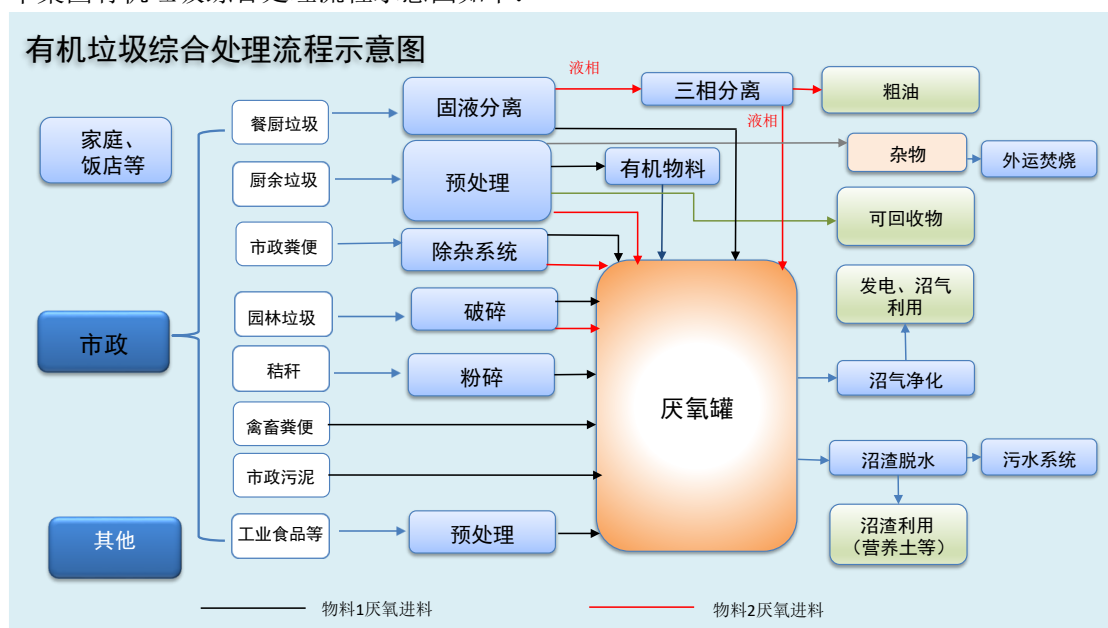 有机垃圾综合处理流程示意图
液相
三相分离
粗油
固液分离
餐厨垃圾
液相
家庭、
饭店等
杂物
外运焚烧
有机物料
预处理
厨余垃圾
可回收物
市政粪便
除杂系统
发电、沼气
利用
园林垃圾
破碎
市政
秸秆
粉碎
沼气净化
厌氧罐
禽畜粪便
沼渣脱水
污水系统
市政污泥
其他
工业食品等
预处理
沼渣利用
（营养土等）
物料1厌氧进料
物料2厌氧进料